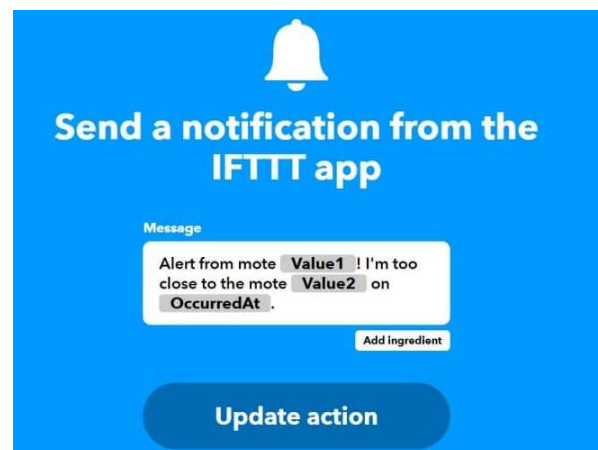 Send a notification from the
IFTTT app
Message
Alert from mote Value1 ! I'm too
close to the mote Value2 on
OccurredAt .
Add ingredient
Update action